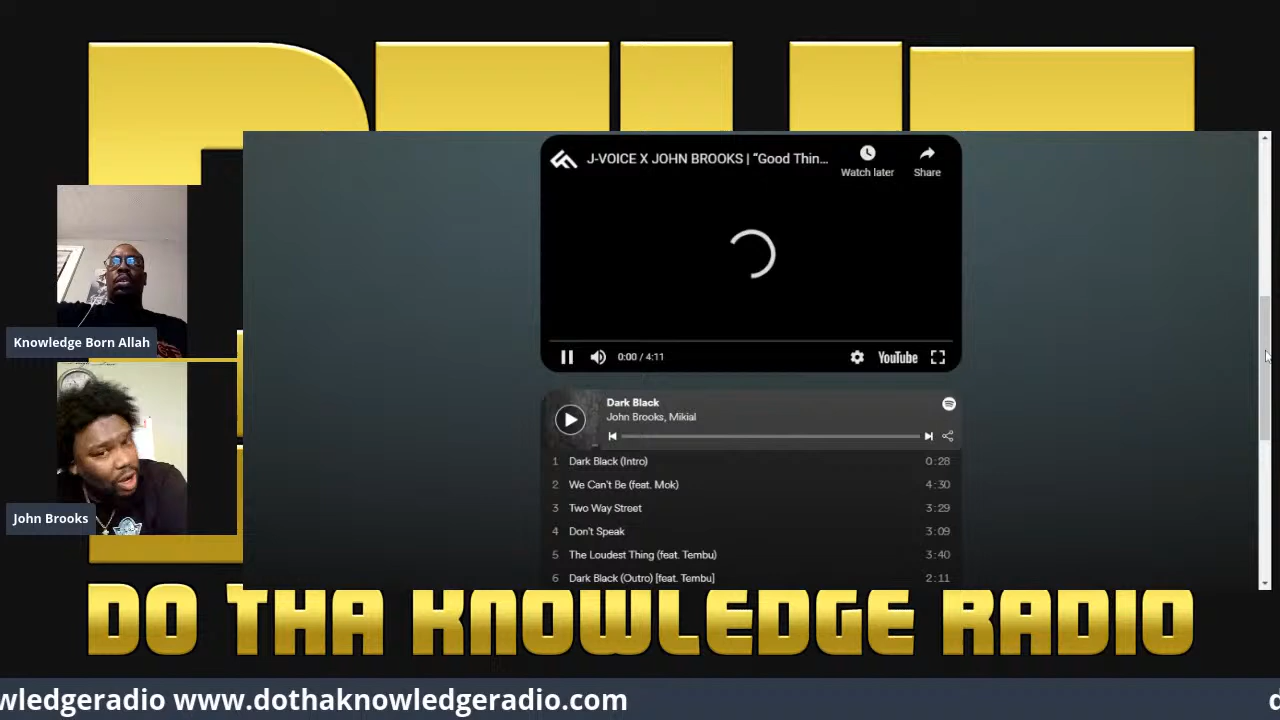 J-VOICE X JOHN BROOKS | “Good Thin...
Watch later
Share
0:00 / 4:11
YouTube
Knowledge Born Allah
John Brooks
Dark Black
John Brooks, Mikial
1 Dark Black (Intro) 0:28
2 We Can't Be (feat. Mok) 4:30
3 Two Way Street 3:29
4 Don't Speak 3:09
5 The Loudest Thing (feat. Tembu) 3:40
6 Dark Black (Outro) [feat. Tembu] 2:11
DO THA KNOWLEDGE RADIO
wledgeradio www.dothaknowledgeradio.com d